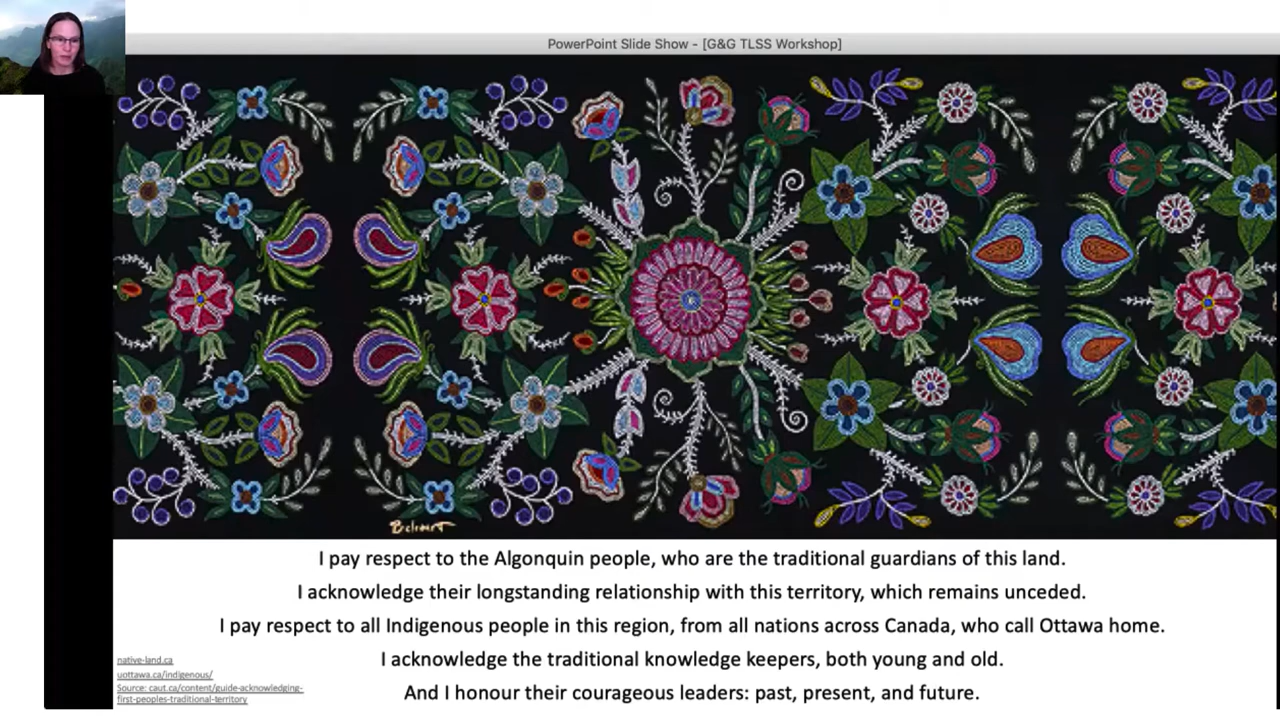 PowerPoint Slide Show - [G&G TLSS Workshop]
Belcourt
I pay respect to the Algonquin people, who are the traditional guardians of this land.
I acknowledge their longstanding relationship with this territory, which remains unceded.
I pay respect to all Indigenous people in this region, from all nations across Canada, who call Ottawa home.
I acknowledge the traditional knowledge keepers, both young and old.
And I honour their courageous leaders: past, present, and future.
native-land.ca
uottawa.ca/indigenous/
Source: caut.ca/content/guide-acknowledging-
first-peoples-traditional-territory